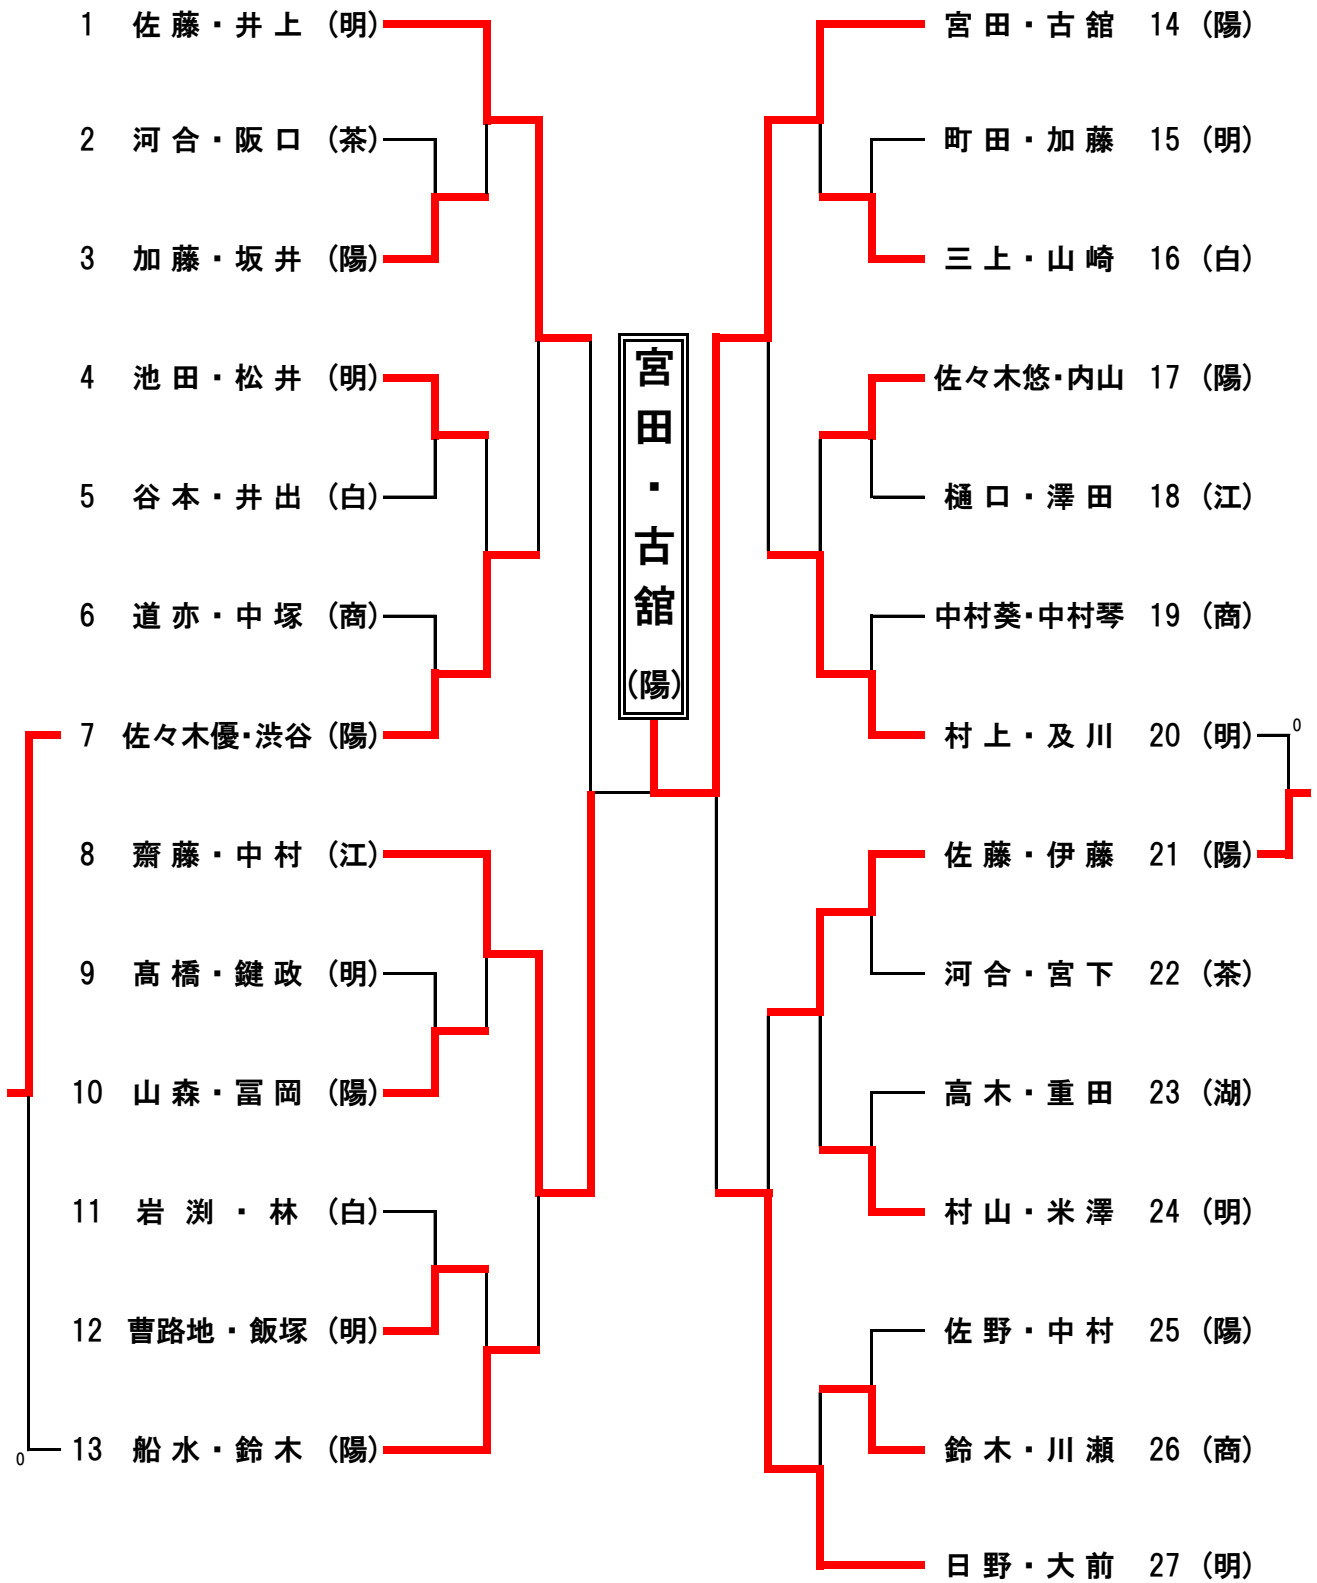 1 佐藤・井上 (明)
2 河合・阪口 (茶)
3 加藤・坂井 (陽)
4 池田・松井 (明)
5 谷本・井出 (白)
6 道亦・中塚 (商)
7 佐々木優・渋谷 (陽)
8 齋藤・中村 (江)
9 髙橋・鍵政 (明)
10 山森・冨岡 (陽)
11 岩渕・林 (白)
12 曹路地・飯塚 (明)
0
13 船水・鈴木 (陽)
宮田・古舘
(陽)
宮田・古舘 14 (陽)
町田・加藤 15 (明)
三上・山崎 16 (白)
佐々木悠・内山 17 (陽)
樋口・澤田 18 (江)
中村葵・中村琴 19 (商)
村上・及川 20 (明)
0
佐藤・伊藤 21 (陽)
河合・宮下 22 (茶)
高木・重田 23 (湖)
村山・米澤 24 (明)
佐野・中村 25 (陽)
鈴木・川瀬 26 (商)
日野・大前 27 (明)